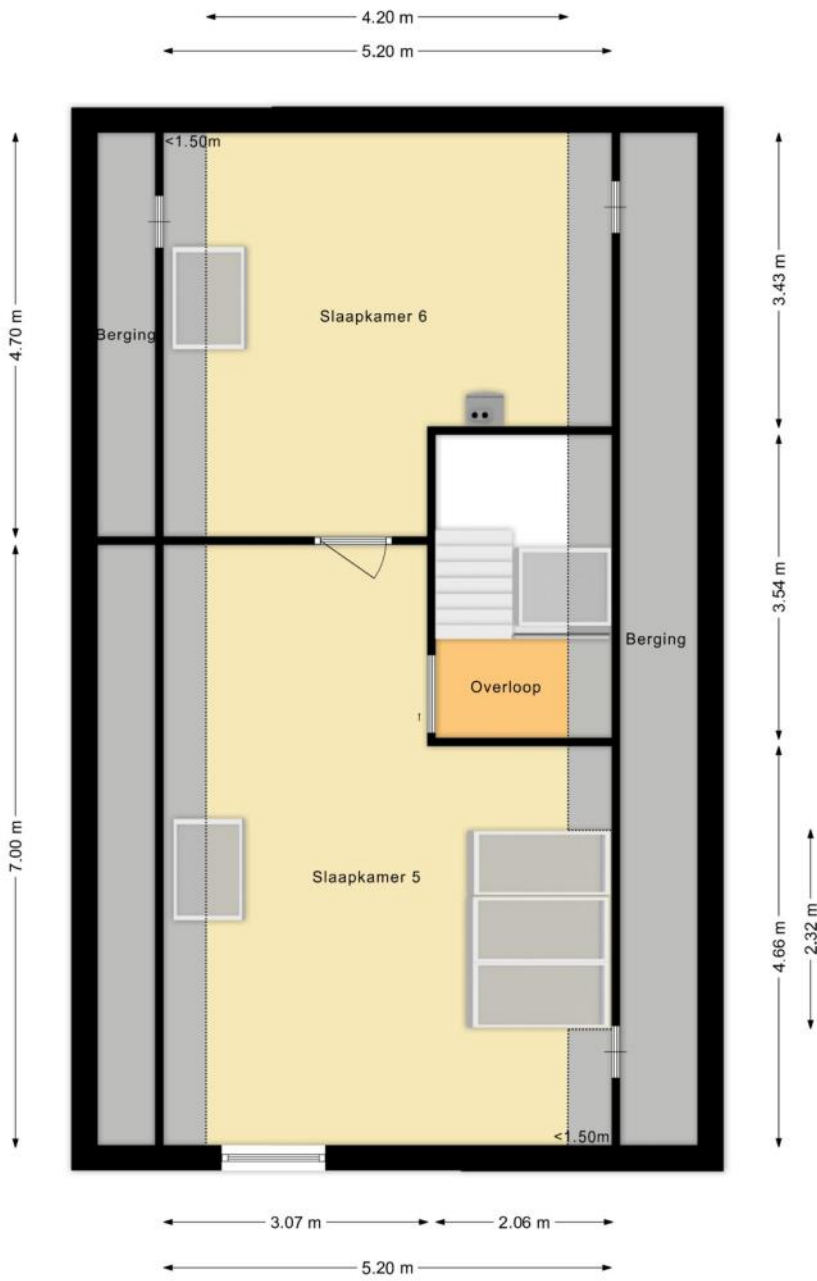 4.20 m
5.20 m
<1.50m
3.43 m
Slaapkamer 6
4.70 m
Berging
3.54 m
Berging
Overloop
7.00 m
Slaapkamer 5
4.66 m
2.32 m
<1.50m
3.07 m
2.06 m
5.20 m